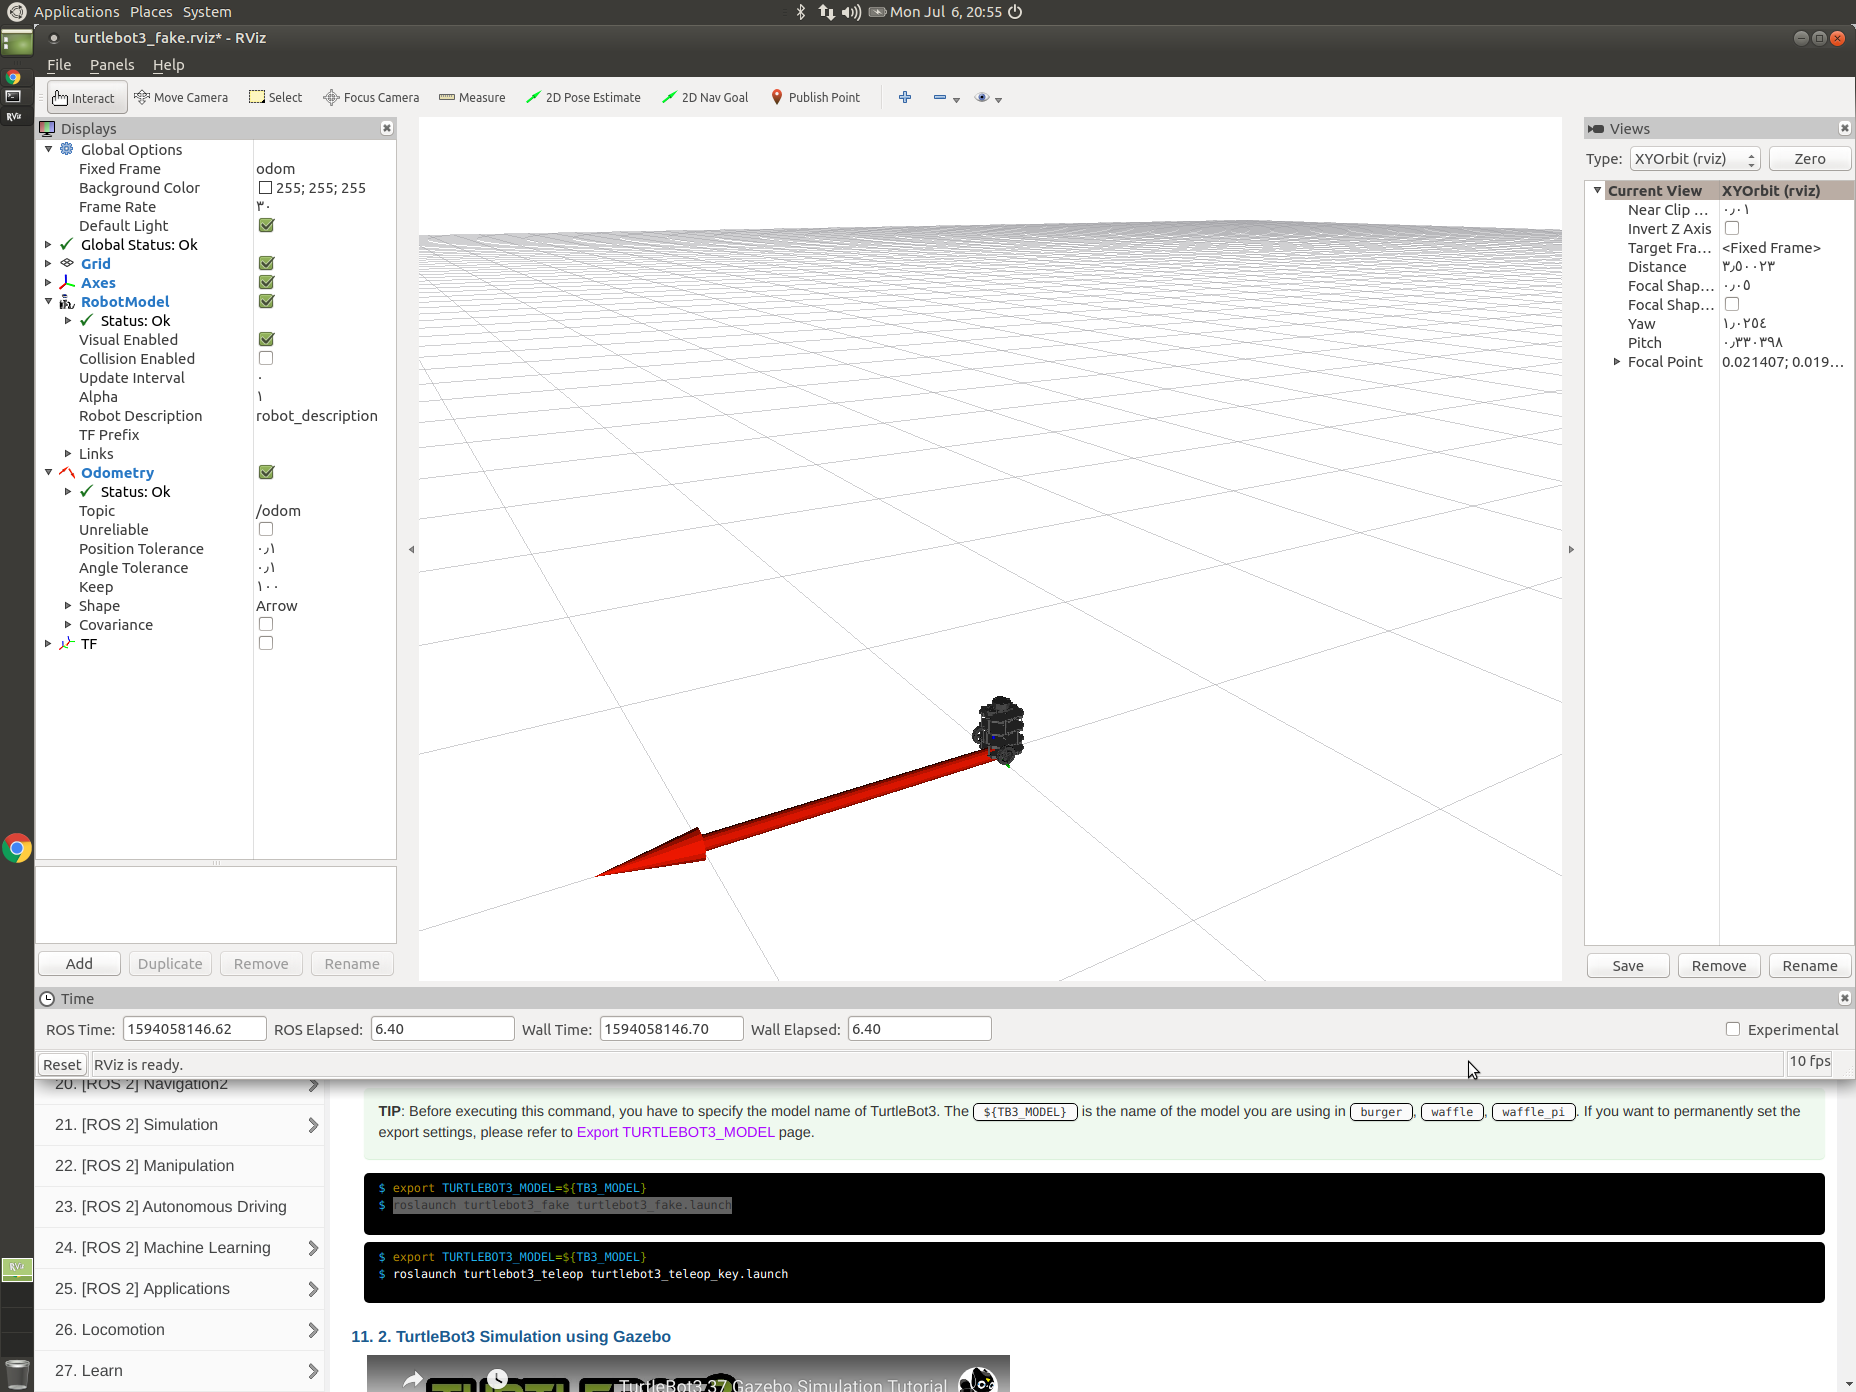 Applications Places System
Mon Jul 6, 20:55
turtlebot3_fake.rviz* - RViz
File Panels Help
Interact Move Camera Select Focus Camera Measure 2D Pose Estimate 2D Nav Goal Publish Point
Displays
Global Options
Fixed Frame odom
Background Color 255; 255; 255
Frame Rate ٣٠
Default Light
Global Status: Ok
Grid
Axes
RobotModel
Status: Ok
Visual Enabled
Collision Enabled
Update Interval ٠
Alpha ١
Robot Description robot_description
TF Prefix
Links
Odometry
Status: Ok
Topic /odom
Unreliable
Position Tolerance ٠٫١
Angle Tolerance ٠٫١
Keep ١٠٠
Shape Arrow
Covariance
TF
Add Duplicate Remove Rename
Views
Type: XYOrbit (rviz) Zero
Current View XYOrbit (rviz)
Near Clip ... ٠٫٠١
Invert Z Axis
Target Fra... <Fixed Frame>
Distance ٣٫٥٠٠٢٣
Focal Shap... ٠٫٠٥
Focal Shap...
Yaw ١٫٠٢٥٤
Pitch ٠٫٣٣٠٣٩٨
Focal Point 0.021407; 0.019...
Save Remove Rename
Time
ROS Time: 1594058146.62 ROS Elapsed: 6.40 Wall Time: 1594058146.70 Wall Elapsed: 6.40 Experimental
Reset RViz is ready. 10 fps
20. [ROS 2] Navigation2
21. [ROS 2] Simulation
22. [ROS 2] Manipulation
23. [ROS 2] Autonomous Driving
24. [ROS 2] Machine Learning
25. [ROS 2] Applications
26. Locomotion
27. Learn
TIP: Before executing this command, you have to specify the model name of TurtleBot3. The ${TB3_MODEL} is the name of the model you are using in burger, waffle, waffle_pi. If you want to permanently set the
export settings, please refer to Export TURTLEBOT3_MODEL page.
$ export TURTLEBOT3_MODEL=${TB3_MODEL}
$ roslaunch turtlebot3_fake turtlebot3_fake.launch
$ export TURTLEBOT3_MODEL=${TB3_MODEL}
$ roslaunch turtlebot3_teleop turtlebot3_teleop_key.launch
11. 2. TurtleBot3 Simulation using Gazebo
TurtleBot3 37 Gazebo Simulation Tutorial